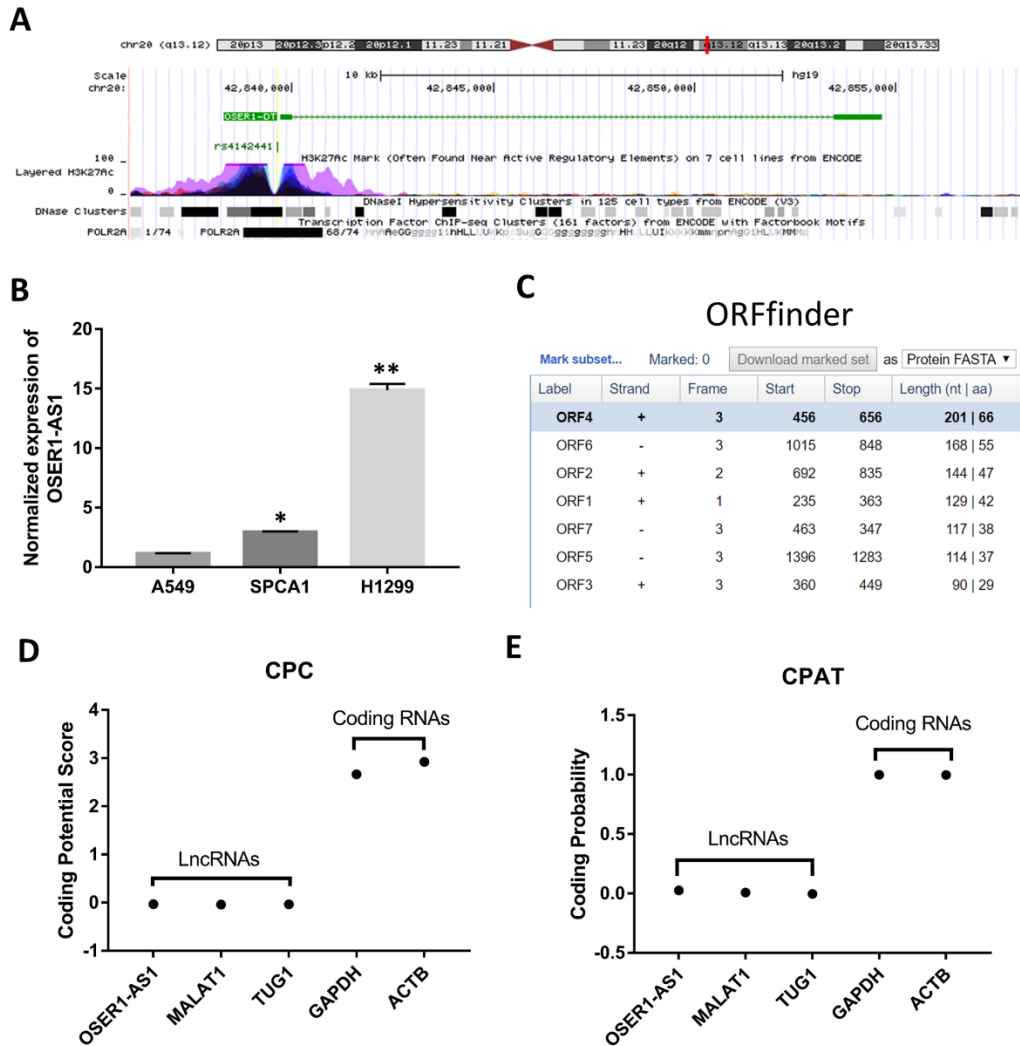 A
chr20 (q13.12) 20p13 20p12.3 p12.2 20p12.1 11.23 11.21 11.23 20q12 q13.12 q13.13 20q13.2 20q13.33
Scale 10 kb hg19
chr20: 42,840,000 42,845,000 42,850,000 42,855,000
OSER1-DT
rs4142441
H3K27Ac Mark (Often Found Near Active Regulatory Elements) on 7 cell lines from ENCODE
100
Layered H3K27Ac
0
DNaseI Hypersensitivity Clusters in 125 cell types from ENCODE (V3)
DNase Clusters
Transcription Factor ChIP-seq Clusters (161 factors) from ENCODE with Factorbook Motifs
POLR2A 1/74 POLR2A 68/74
B
Normalized expression of
OSER1-AS1
20
15
10
5
0
*
**
A549 SPCA1 H1299
C
ORFfinder
Mark subset... Marked: 0 Download marked set as Protein FASTA ▼
Label Strand Frame Start Stop Length (nt | aa)
ORF4 + 3 456 656 201 | 66
ORF6 - 3 1015 848 168 | 55
ORF2 + 2 692 835 144 | 47
ORF1 + 1 235 363 129 | 42
ORF7 - 3 463 347 117 | 38
ORF5 - 3 1396 1283 114 | 37
ORF3 + 3 360 449 90 | 29
D
CPC
Coding Potential Score
4
3
2
1
0
-1
Coding RNAs
LncRNAs
OSER1-AS1 MALAT1 TUG1 GAPDH ACTB
E
CPAT
Coding Probability
1.5
1.0
0.5
0.0
-0.5
Coding RNAs
LncRNAs
OSER1-AS1 MALAT1 TUG1 GAPDH ACTB